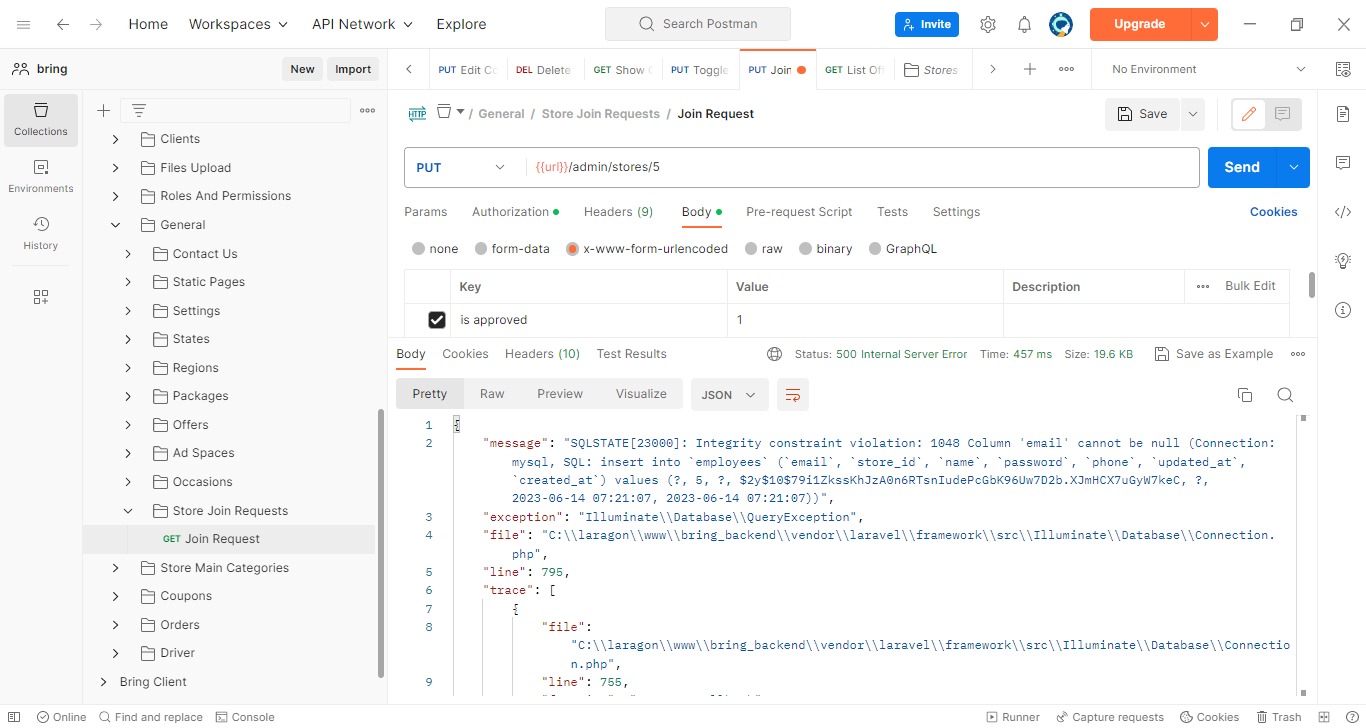 Home Workspaces API Network Explore Search Postman Invite Upgrade
bring New Import PUT Edit DEL Delete GET Show PUT Toggle PUT Join GET List Stores No Environment
Collections
Environments
History
Clients
Files Upload
Roles And Permissions
General
Contact Us
Static Pages
Settings
States
Regions
Packages
Offers
Ad Spaces
Occasions
Store Join Requests
GET Join Request
Store Main Categories
Coupons
Orders
Driver
Bring Client
HTTP / General / Store Join Requests / Join Request Save
PUT {{url}}/admin/stores/5 Send
Params Authorization Headers (9) Body Pre-request Script Tests Settings Cookies
none form-data x-www-form-urlencoded raw binary GraphQL
Key Value Description Bulk Edit
is approved 1
Body Cookies Headers (10) Test Results Status: 500 Internal Server Error Time: 457 ms Size: 19.6 KB Save as Example
Pretty Raw Preview Visualize JSON
1 {
2 "message": "SQLSTATE[23000]: Integrity constraint violation: 1048 Column 'email' cannot be null (Connection:
mysql, SQL: insert into `employees` (`email`, `store_id`, `name`, `password`, `phone`, `updated_at`,
`created_at`) values (?, 5, ?, $2y$10$79i1ZkssKhJzA0n6RTsnIudePcGbK96Uw7D2b.XJmHCX7uGyW7keC, ?,
2023-06-14 07:21:07, 2023-06-14 07:21:07))",
3 "exception": "Illuminate\\Database\\QueryException",
4 "file": "C:\\laragon\\www\\bring_backend\\vendor\\laravel\\framework\\src\\Illuminate\\Database\\Connection.
php",
5 "line": 795,
6 "trace": [
7 {
8 "file":
"C:\\laragon\\www\\bring_backend\\vendor\\laravel\\framework\\src\\Illuminate\\Database\\Connectio
n.php",
9 "line": 755,
Online Find and replace Console Runner Capture requests Cookies Trash